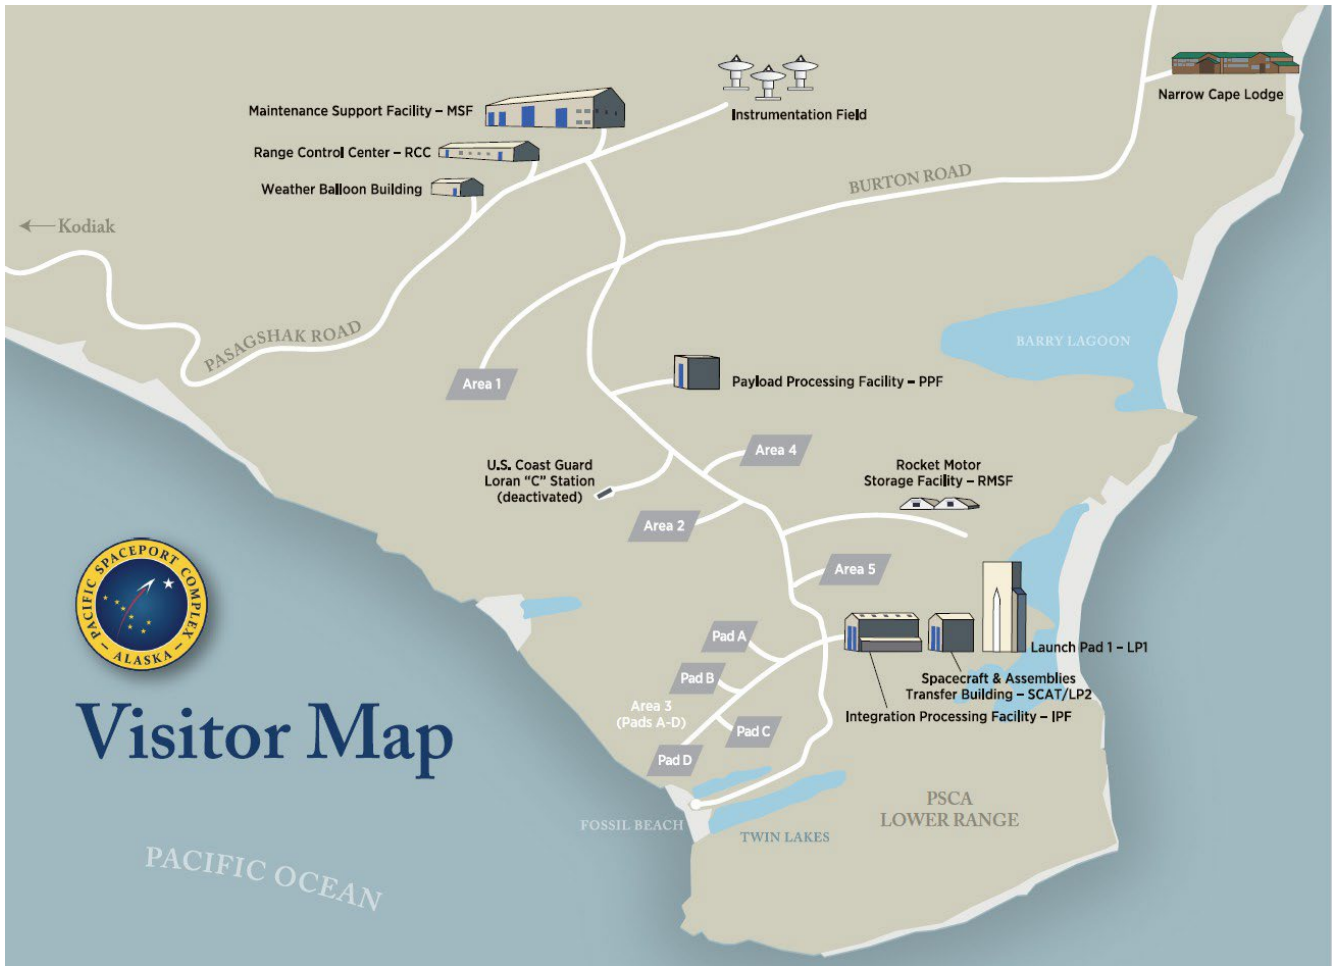 Narrow Cape Lodge
Maintenance Support Facility – MSF
Instrumentation Field
Range Control Center – RCC
Weather Balloon Building
BURTON ROAD
Kodiak
PASAGSHAK ROAD
BARRY LAGOON
Area 1
Payload Processing Facility – PPF
Area 4
U.S. Coast Guard
Loran “C” Station
(deactivated)
Rocket Motor
Storage Facility – RMSF
Area 2
Area 5
PACIFIC SPACEPORT COMPLEX
– ALASKA –
Pad A
Launch Pad 1 – LP1
Pad B
Spacecraft & Assemblies
Transfer Building – SCAT/LP2
Area 3
(Pads A-D)
Integration Processing Facility – IPF
Pad C
Pad D
Visitor Map
PSCA
LOWER RANGE
FOSSIL BEACH
TWIN LAKES
PACIFIC OCEAN